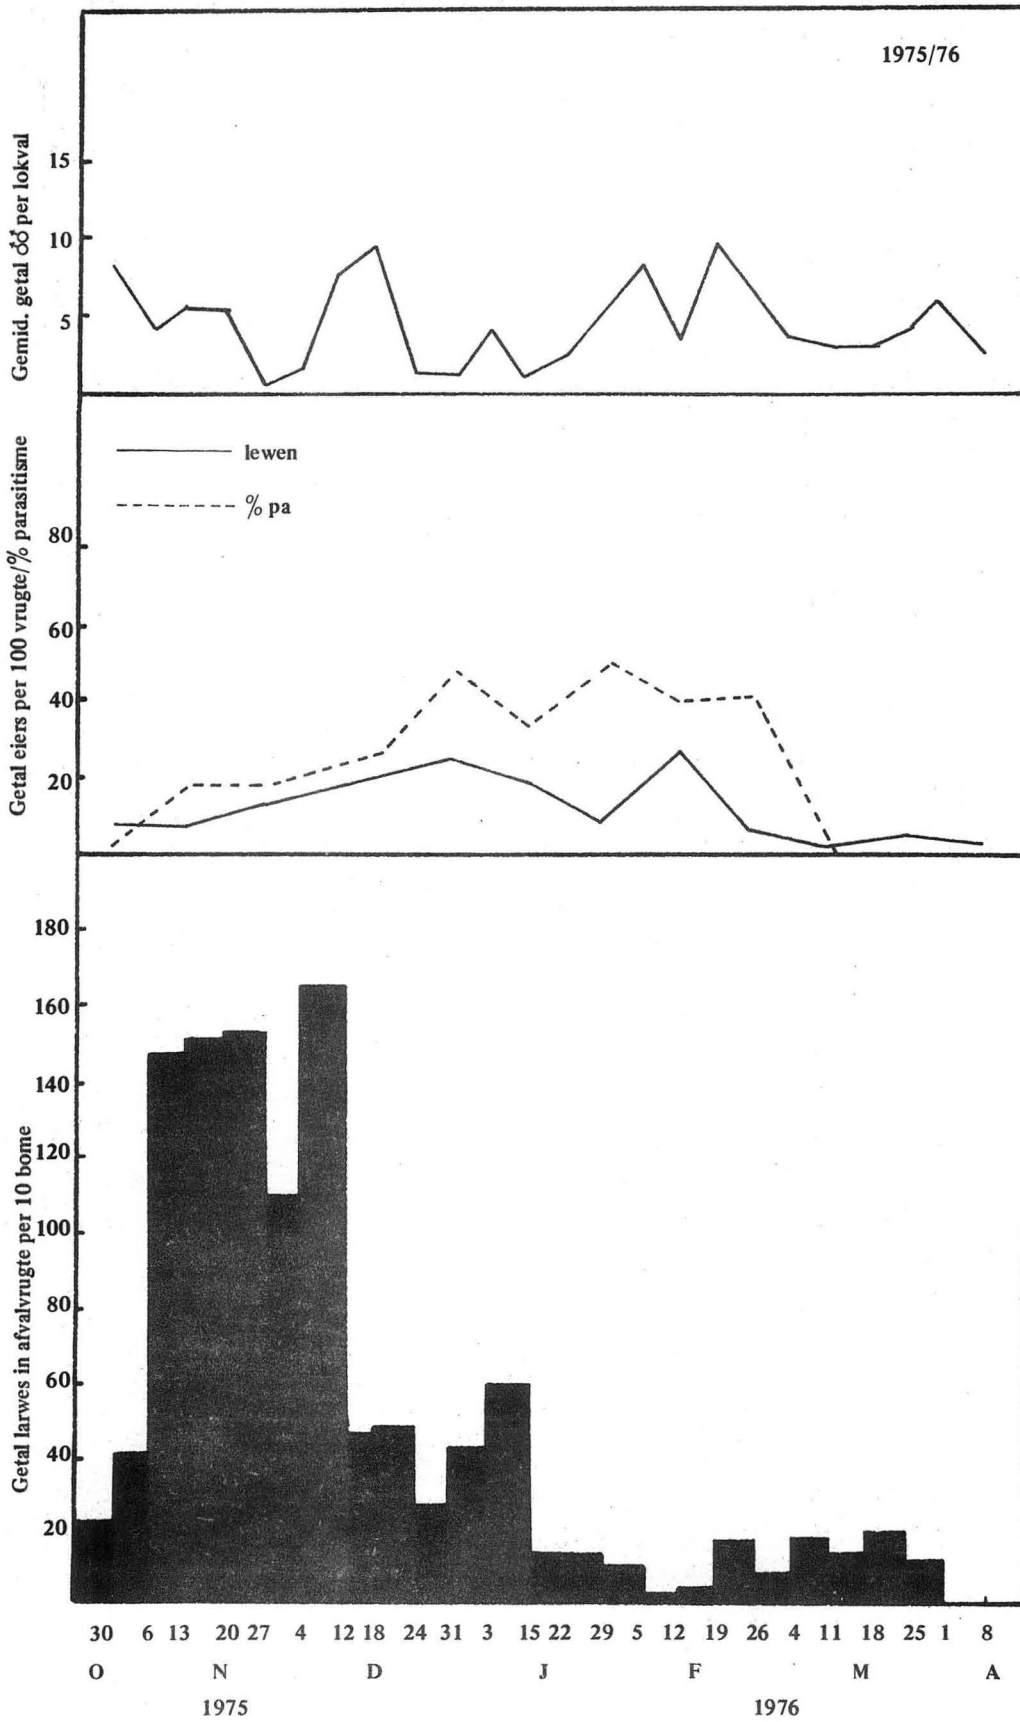 1975/76
Gemid. getal ♂♂ per lokval
15
10
5
lewen
% pa
Getal eiers per 100 vrugte/% parasitisme
80
60
40
20
Getal larwes in afvalvrugte per 10 bome
180
160
140
120
100
80
60
40
20
30 6 13 20 27 4 12 18 24 31 3 15 22 29 5 12 19 26 4 11 18 25 1 8
O N D J F M A
1975 1976